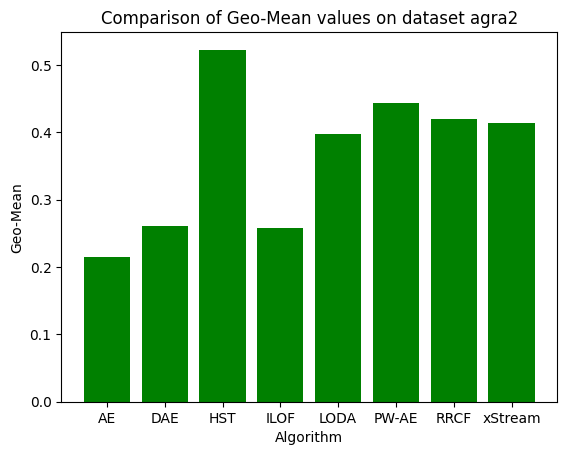 Comparison of Geo-Mean values on dataset agra2
Geo-Mean
0.5
0.4
0.3
0.2
0.1
0.0
AE DAE HST ILOF LODA PW-AE RRCF xStream
Algorithm